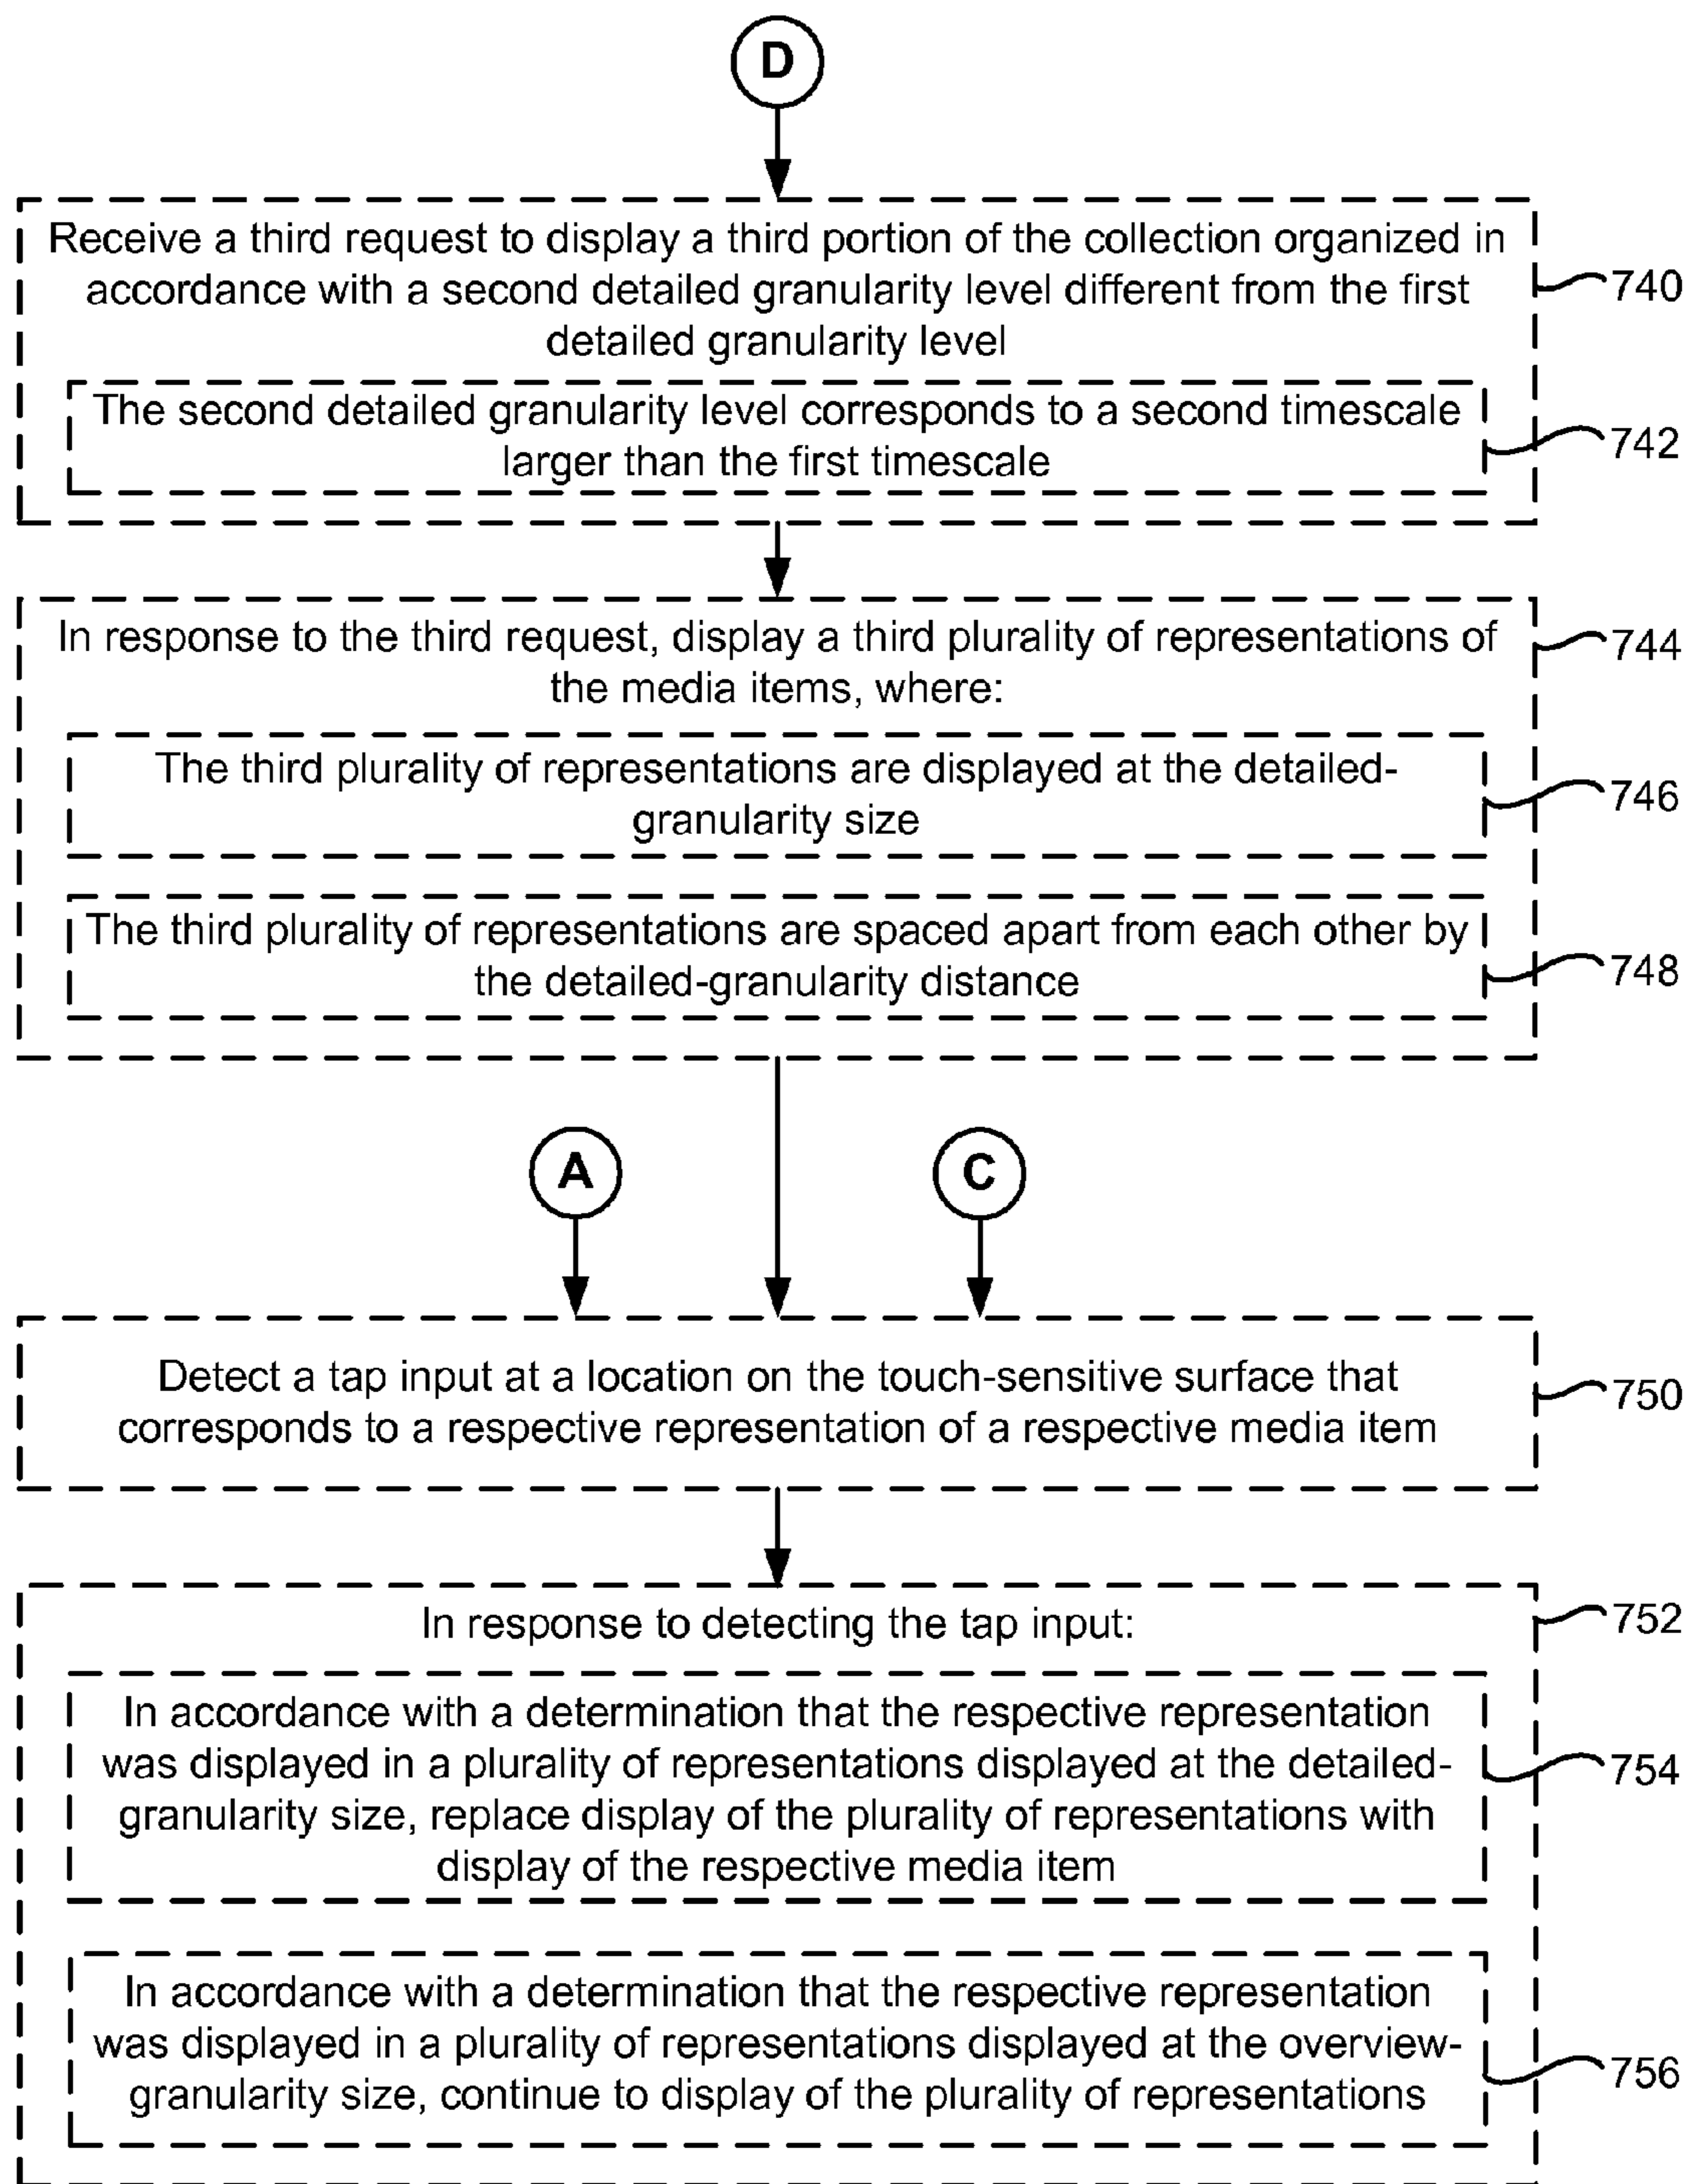 D
Receive a third request to display a third portion of the collection organized in
accordance with a second detailed granularity level different from the first
detailed granularity level
740
The second detailed granularity level corresponds to a second timescale
larger than the first timescale
742
In response to the third request, display a third plurality of representations of
the media items, where:
744
The third plurality of representations are displayed at the detailed-
granularity size
746
The third plurality of representations are spaced apart from each other by
the detailed-granularity distance
748
A
C
Detect a tap input at a location on the touch-sensitive surface that
corresponds to a respective representation of a respective media item
750
In response to detecting the tap input:
752
In accordance with a determination that the respective representation
was displayed in a plurality of representations displayed at the detailed-
granularity size, replace display of the plurality of representations with
display of the respective media item
754
In accordance with a determination that the respective representation
was displayed in a plurality of representations displayed at the overview-
granularity size, continue to display of the plurality of representations
756